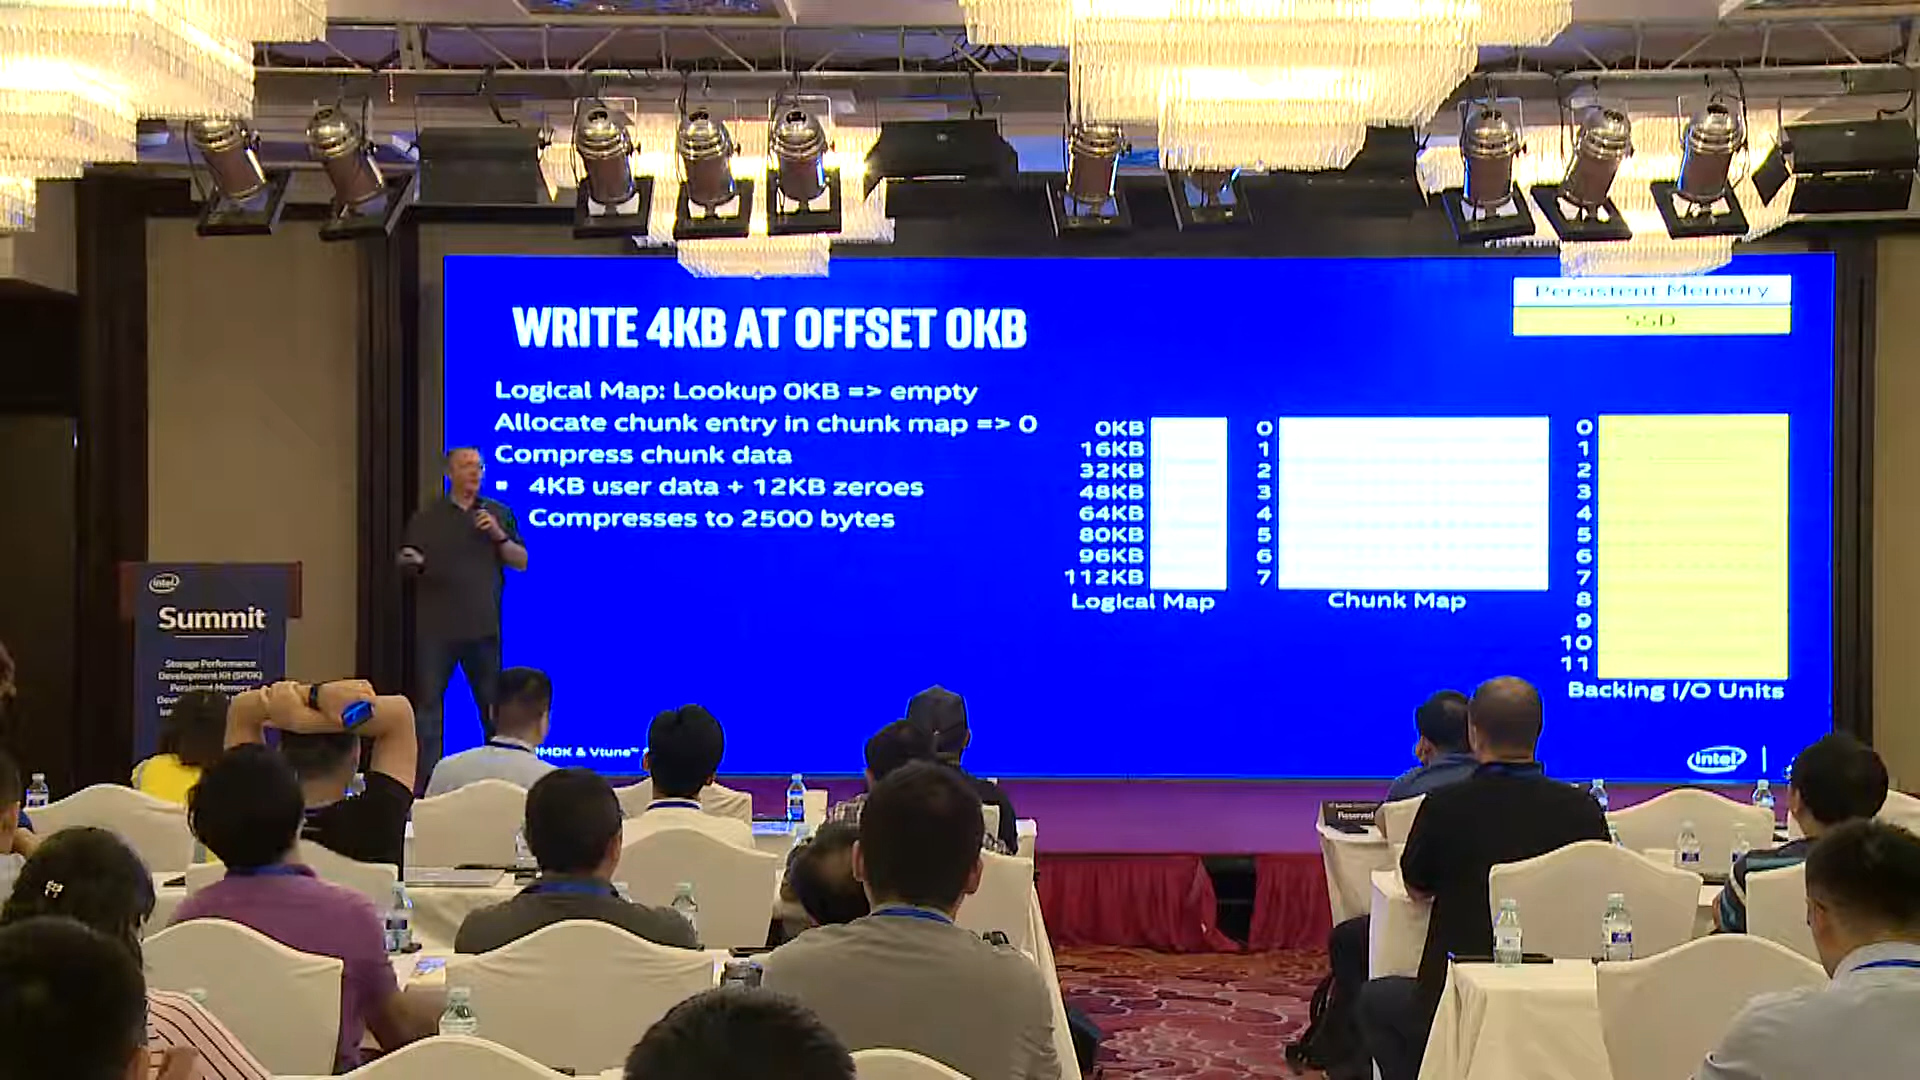 Persistent Memory
SSD
WRITE 4KB AT OFFSET 0KB
Logical Map: Lookup 0KB => empty
Allocate chunk entry in chunk map => 0
Compress chunk data
▪ 4KB user data + 12KB zeroes
Compresses to 2500 bytes
0KB
16KB
32KB
48KB
64KB
80KB
96KB
112KB
Logical Map
0
1
2
3
4
5
6
7
Chunk Map
0
1
2
3
4
5
6
7
8
9
10
11
Backing I/O Units
PMDK & Vtune™
intel
intel
Summit
Storage Performance
Development Kit (SPDK)
Persistent Memory
Reserved